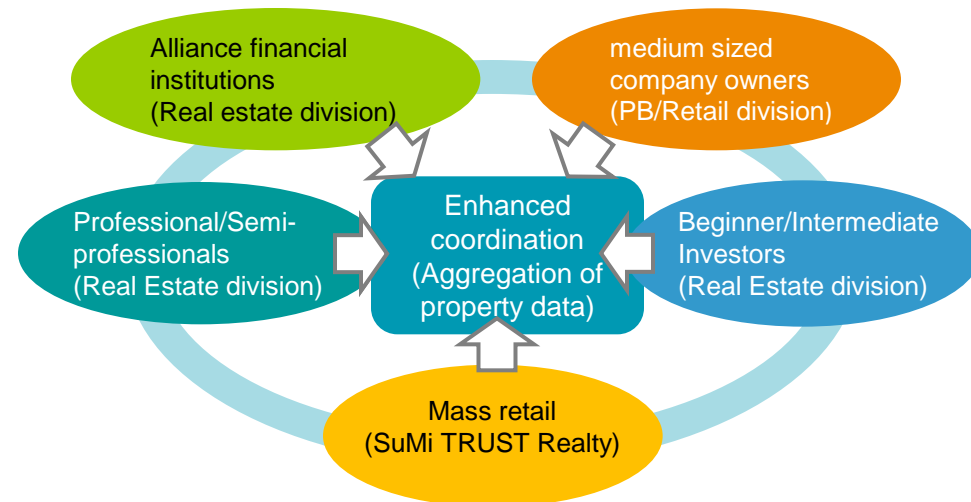 Alliance financial
institutions
(Real estate division)
medium sized
company owners
(PB/Retail division)
Professional/Semi-
professionals
(Real Estate division)
Enhanced
coordination
(Aggregation of
property data)
Beginner/Intermediate
Investors
(Real Estate division)
Mass retail
(SuMi TRUST Realty)